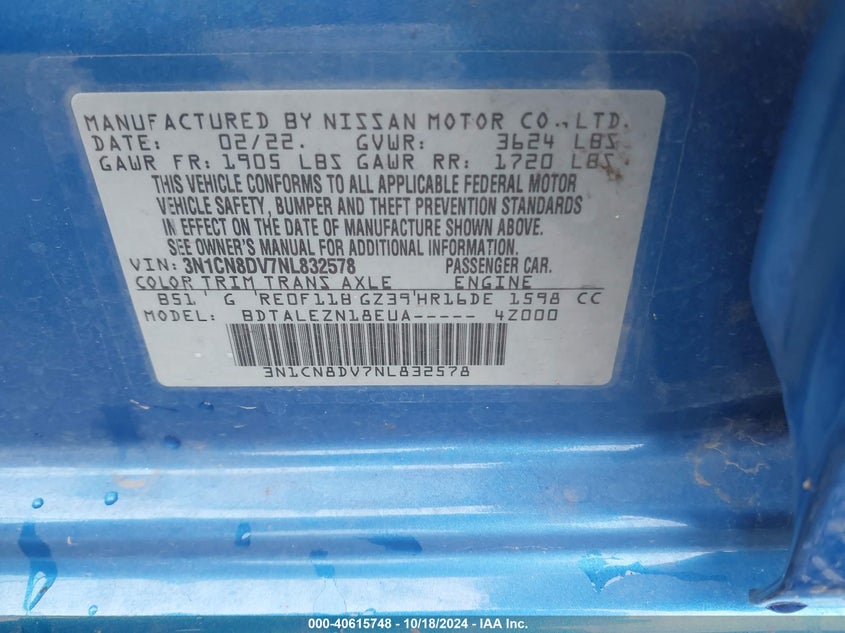 MANUFACTURED BY NISSAN MOTOR CO.,LTD.
DATE: 02/22. GVWR: 3624 LBS
GAWR FR: 1905 LBS GAWR RR: 1720 LBS
THIS VEHICLE CONFORMS TO ALL APPLICABLE FEDERAL MOTOR
VEHICLE SAFETY, BUMPER AND THEFT PREVENTION STANDARDS
IN EFFECT ON THE DATE OF MANUFACTURE SHOWN ABOVE.
SEE OWNER'S MANUAL FOR ADDITIONAL INFORMATION.
VIN: 3N1CN8DV7NL832578 PASSENGER CAR.
COLOR TRIM TRANS AXLE ENGINE
B51 G RE0F11B GZ39 HR16DE 1598 CC
MODEL: BDTALEZN18EUA----- 4Z000
3N1CN8DV7NL832578
000-40615748 - 10/18/2024 - IAA Inc.